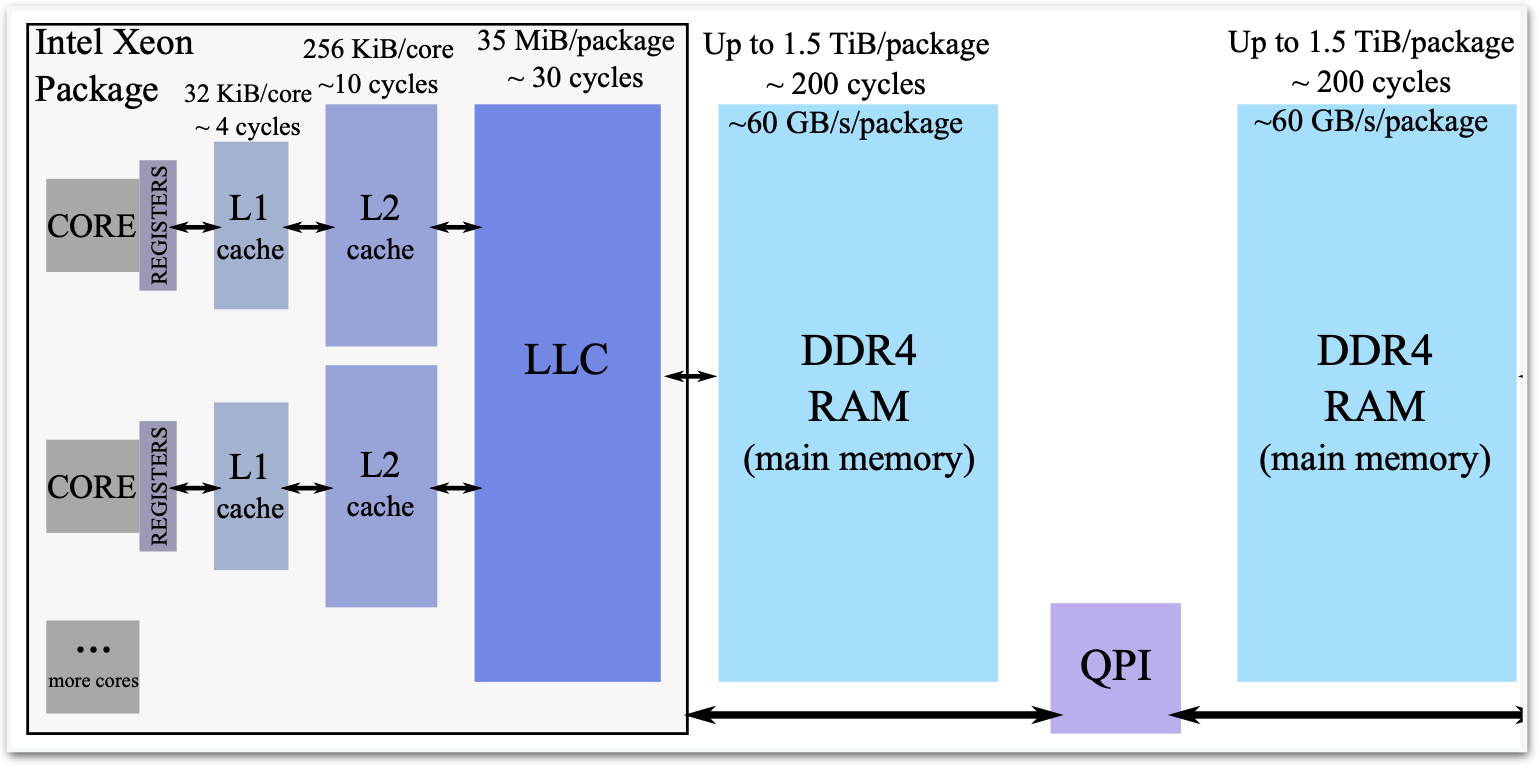 Intel Xeon
Package
32 KiB/core
~ 4 cycles
256 KiB/core
~10 cycles
35 MiB/package
~ 30 cycles
Up to 1.5 TiB/package
~ 200 cycles
~60 GB/s/package
Up to 1.5 TiB/package
~ 200 cycles
~60 GB/s/package
CORE
REGISTERS
L1
cache
L2
cache
LLC
CORE
REGISTERS
L1
cache
L2
cache
...
more cores
DDR4
RAM
(main memory)
QPI
DDR4
RAM
(main memory)